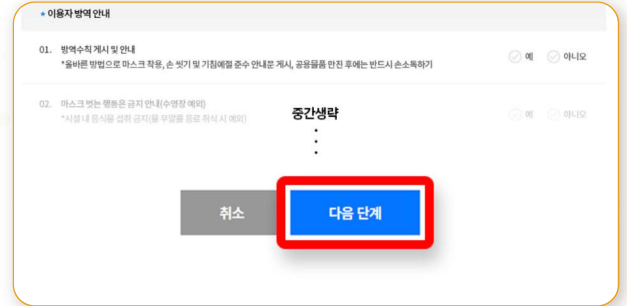 ★ 이용자 방역 안내
01. 방역수칙 게시 및 안내 예 아니오
*올바른 방법으로 마스크 착용, 손 씻기 및 기침예절 준수 안내문 게시, 공용물품 만진 후에는 반드시 손소독하기
02. 마스크 벗는 행동은 금지 안내(수영장 예외) 예 아니오
*시설 내 음식물 섭취 금지(물 무알콜 음료 취식 시 예외)
중간생략
취소 다음 단계